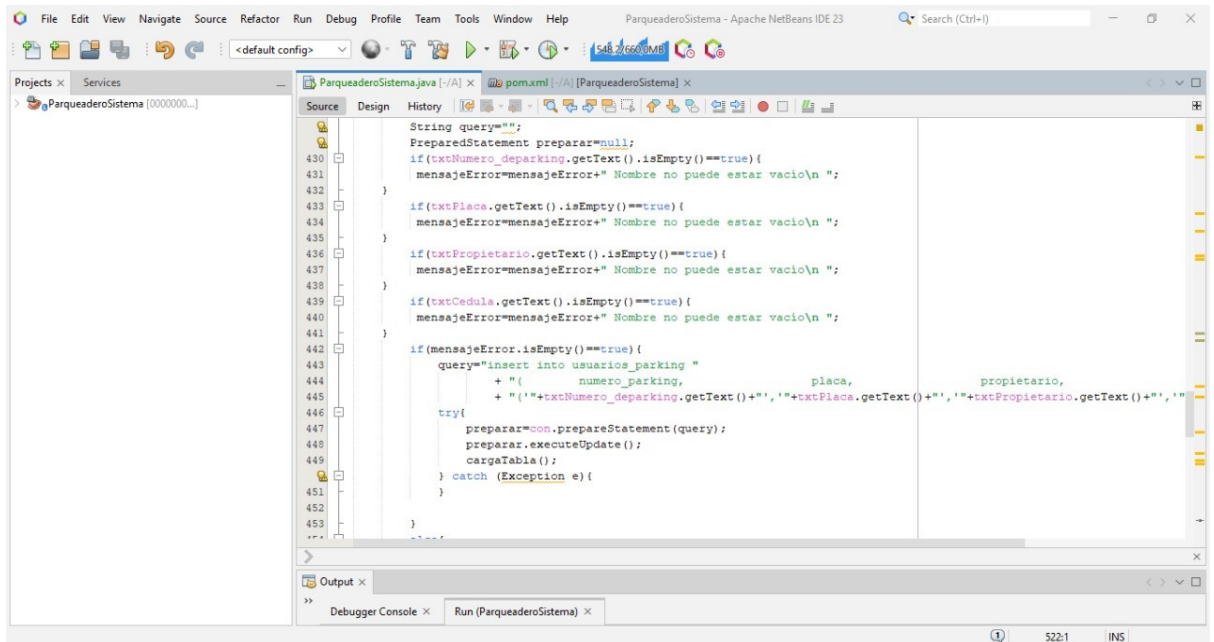 File Edit View Navigate Source Refactor Run Debug Profile Team Tools Window Help ParqueaderoSistema - Apache NetBeans IDE 23 Search (Ctrl+I)
<default config> 548.2/660.0MB
Projects Services
ParqueaderoSistema [0000000...]
ParqueaderoSistema.java [-/A] pom.xml [-/A] [ParqueaderoSistema]
Source Design History
String query="";
PreparedStatement preparar=null;
430 if(txtNumero_deparking.getText().isEmpty()==true){
431 mensajeError=mensajeError+" Nombre no puede estar vacio\n ";
432 }
433 if(txtPlaca.getText().isEmpty()==true){
434 mensajeError=mensajeError+" Nombre no puede estar vacio\n ";
435 }
436 if(txtPropietario.getText().isEmpty()==true){
437 mensajeError=mensajeError+" Nombre no puede estar vacio\n ";
438 }
439 if(txtCedula.getText().isEmpty()==true){
440 mensajeError=mensajeError+" Nombre no puede estar vacio\n ";
441 }
442 if(mensajeError.isEmpty()==true){
443 query="insert into usuarios_parking "
444 + "( numero_parking, placa, propietario,
445 + "('"+txtNumero_deparking.getText()+"','"+txtPlaca.getText()+"','"+txtPropietario.getText()+"','"
446 try{
447 preparar=con.prepareStatement(query);
448 preparar.executeUpdate();
449 cargaTabla();
} catch (Exception e){
451 }
452
453 }
Output
Debugger Console Run (ParqueaderoSistema)
1 522:1 INS